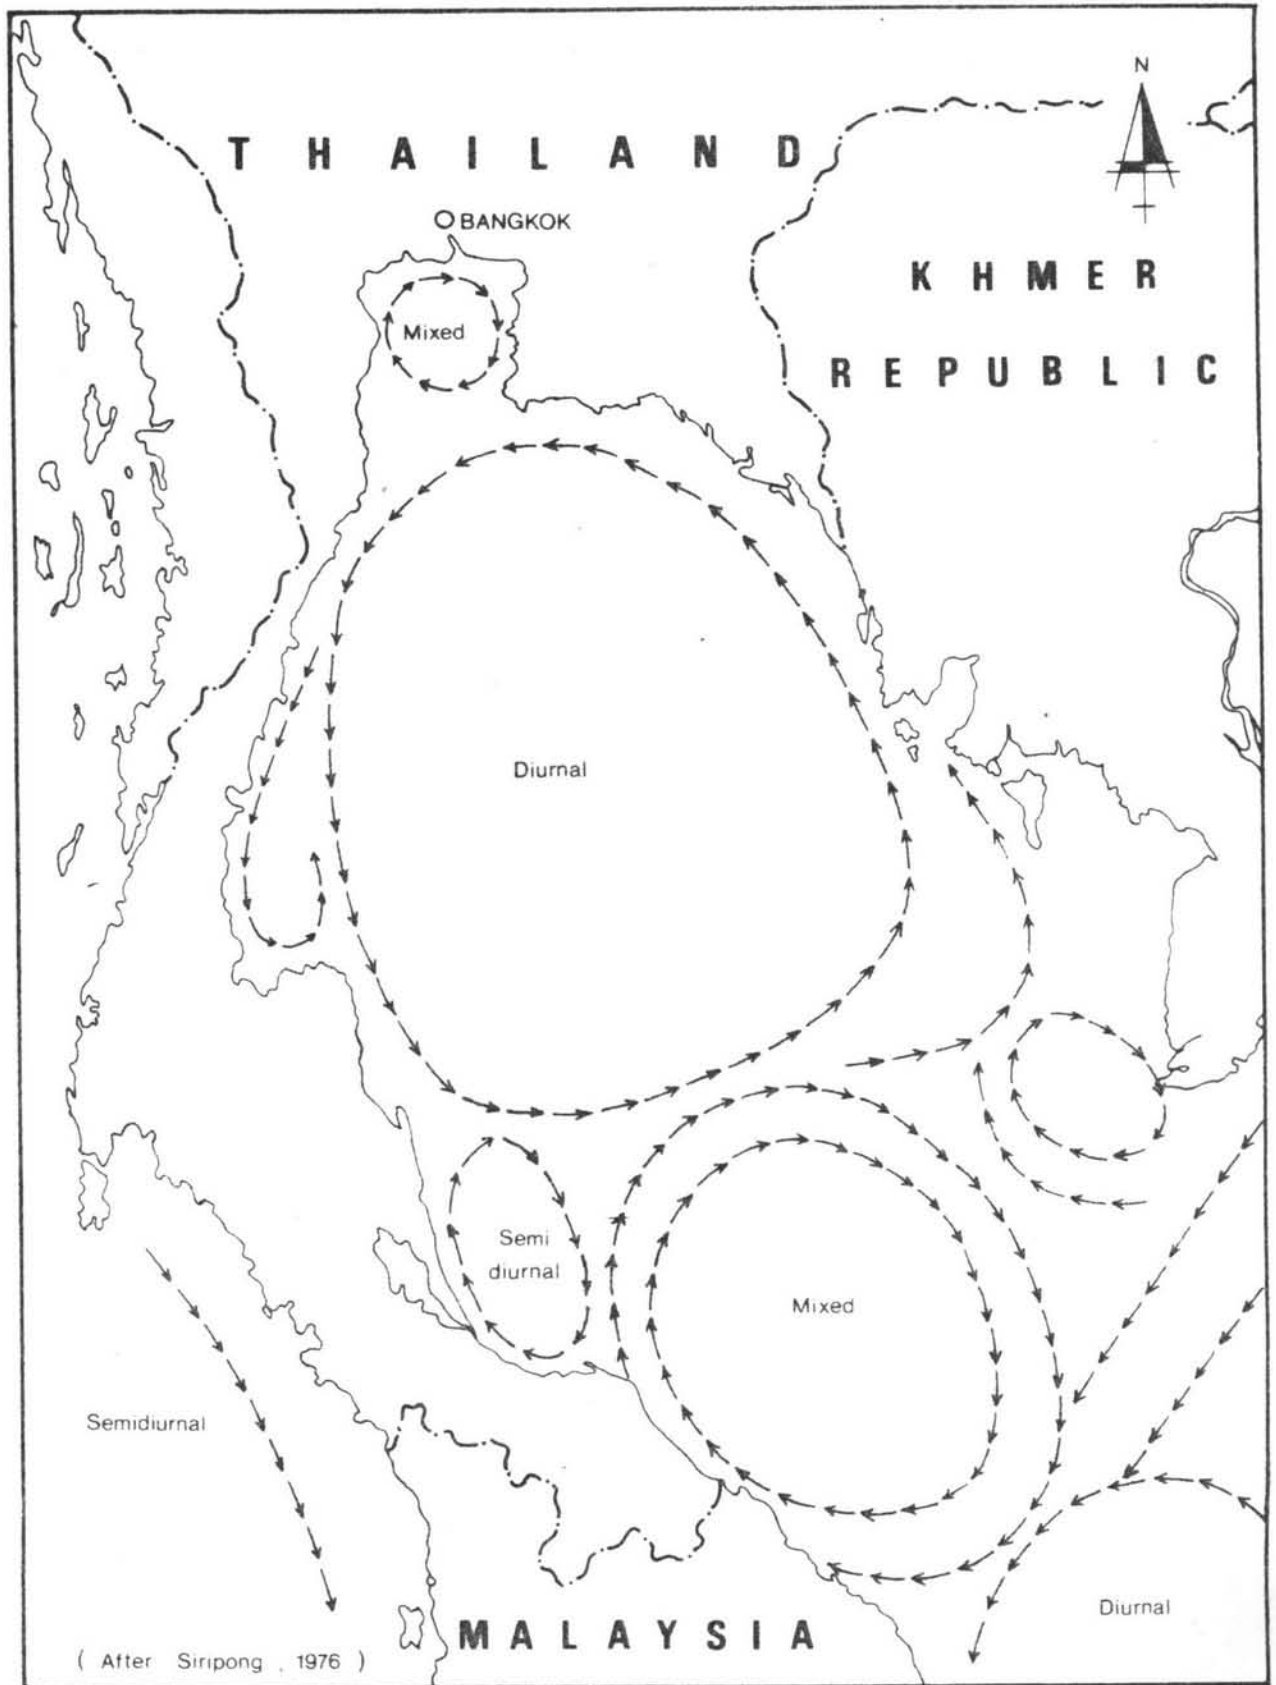 N
THAILAND
BANGKOK
KHMER
REPUBLIC
Mixed
Diurnal
Semi
diurnal
Mixed
Semidiurnal
Diurnal
MALAYSIA
( After Siripong , 1976 )